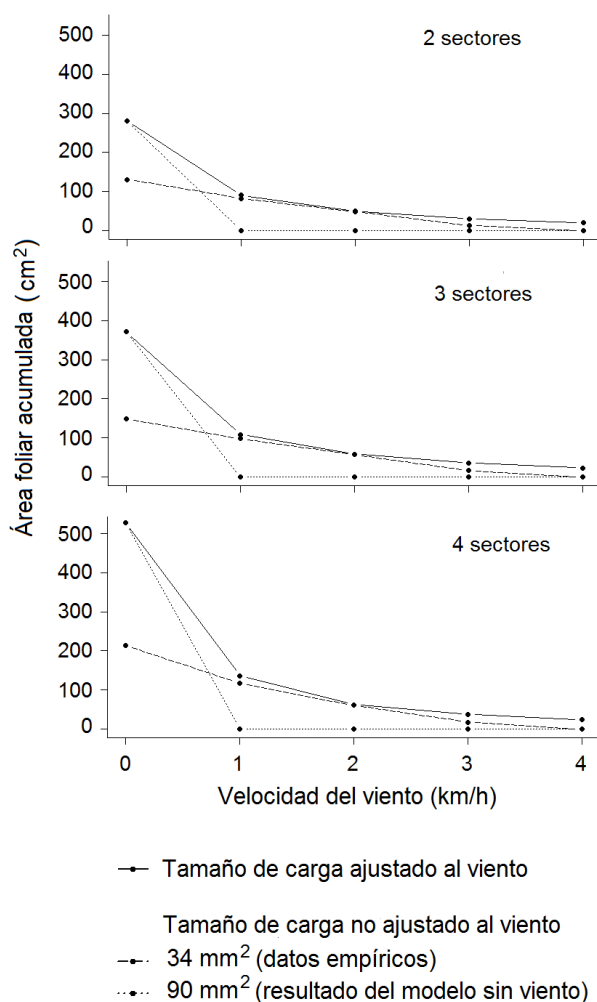 500
400
300
200
100
0
2 sectores
500
400
300
200
100
0
3 sectores
500
400
300
200
100
0
4 sectores
Área foliar acumulada (cm²)
0 1 2 3 4
Velocidad del viento (km/h)
Tamaño de carga ajustado al viento
Tamaño de carga no ajustado al viento
34 mm² (datos empíricos)
90 mm² (resultado del modelo sin viento)